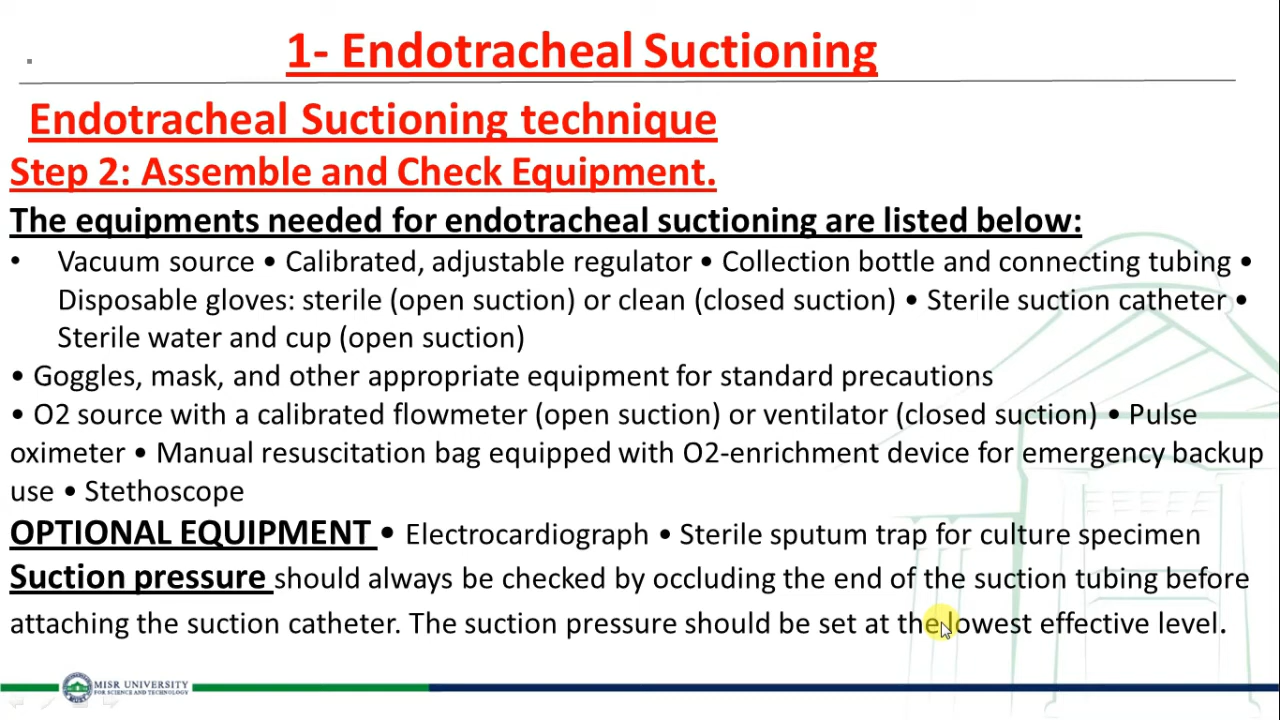 1- Endotracheal Suctioning
Endotracheal Suctioning technique
Step 2: Assemble and Check Equipment.
The equipments needed for endotracheal suctioning are listed below:
• Vacuum source • Calibrated, adjustable regulator • Collection bottle and connecting tubing •
Disposable gloves: sterile (open suction) or clean (closed suction) • Sterile suction catheter •
Sterile water and cup (open suction)
• Goggles, mask, and other appropriate equipment for standard precautions
• O2 source with a calibrated flowmeter (open suction) or ventilator (closed suction) • Pulse
oximeter • Manual resuscitation bag equipped with O2-enrichment device for emergency backup
use • Stethoscope
OPTIONAL EQUIPMENT • Electrocardiograph • Sterile sputum trap for culture specimen
Suction pressure should always be checked by occluding the end of the suction tubing before
attaching the suction catheter. The suction pressure should be set at the lowest effective level.
MISR UNIVERSITY
FOR SCIENCE AND TECHNOLOGY